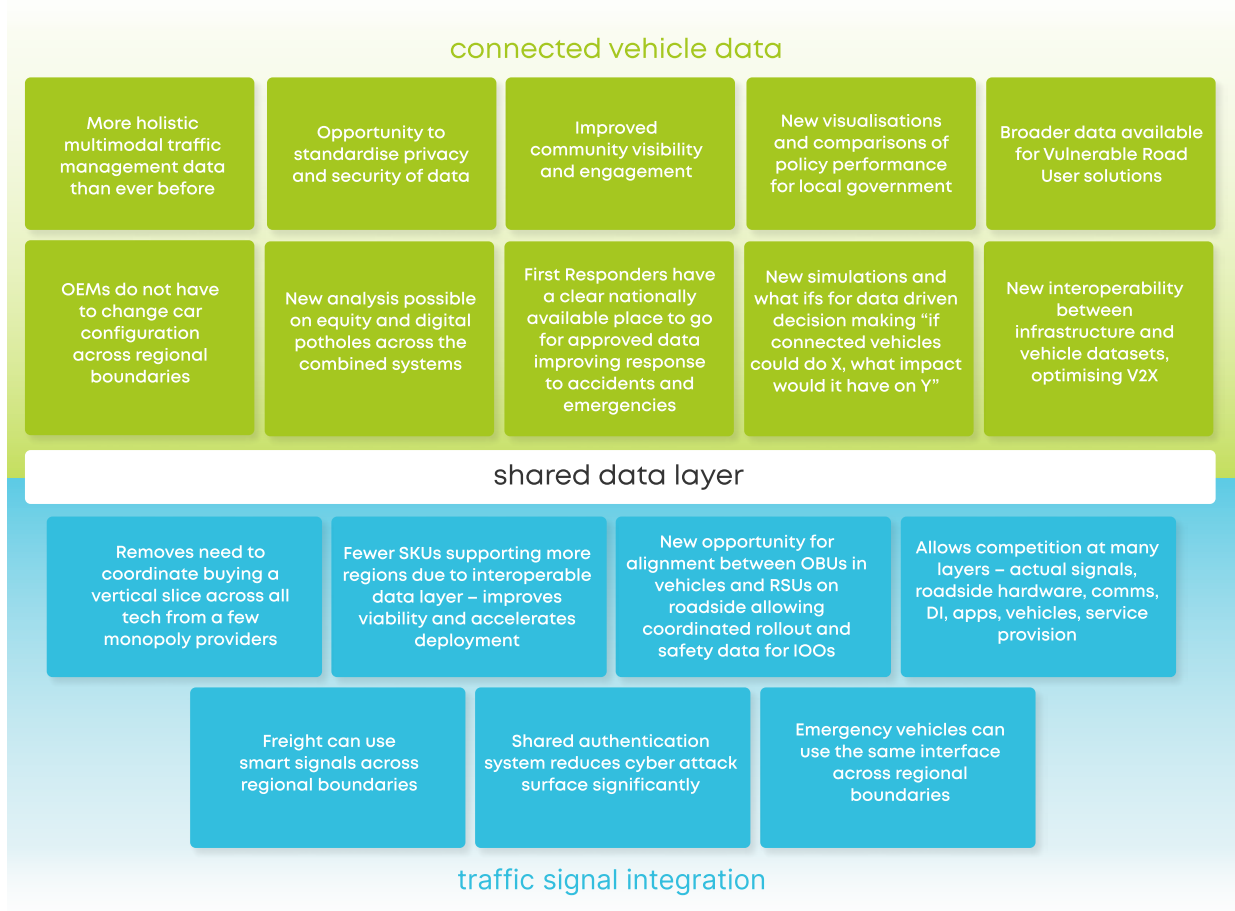 connected vehicle data
More holistic
multimodal traffic
management data
than ever before
Opportunity to
standardise privacy
and security of data
Improved
community visibility
and engagement
New visualisations
and comparisons of
policy performance
for local government
Broader data available
for Vulnerable Road
User solutions
OEMs do not have
to change car
configuration
across regional
boundaries
New analysis possible
on equity and digital
potholes across the
combined systems
First Responders have
a clear nationally
available place to go
for approved data
improving response
to accidents and
emergencies
New simulations and
what ifs for data driven
decision making “if
connected vehicles
could do X, what impact
would it have on Y”
New interoperability
between
infrastructure and
vehicle datasets,
optimising V2X
shared data layer
Removes need to
coordinate buying a
vertical slice across all
tech from a few
monopoly providers
Fewer SKUs supporting more
regions due to interoperable
data layer – improves
viability and accelerates
deployment
New opportunity for
alignment between OBUs in
vehicles and RSUs on
roadside allowing
coordinated rollout and
safety data for IOOs
Allows competition at many
layers – actual signals,
roadside hardware, comms,
DI, apps, vehicles, service
provision
Freight can use
smart signals across
regional boundaries
Shared authentication
system reduces cyber attack
surface significantly
Emergency vehicles can
use the same interface
across regional
boundaries
traffic signal integration